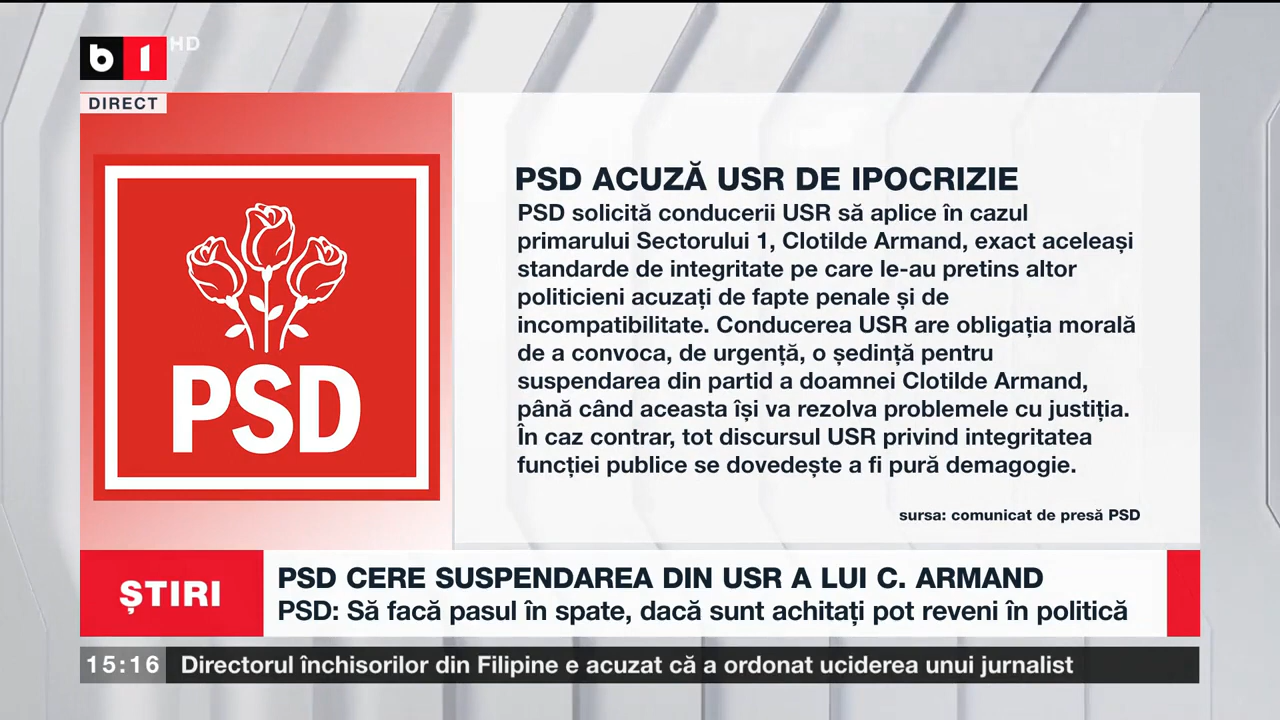 b1 HD
DIRECT
PSD
PSD ACUZĂ USR DE IPOCRIZIE
PSD solicită conducerii USR să aplice în cazul
primarului Sectorului 1, Clotilde Armand, exact aceleași
standarde de integritate pe care le-au pretins altor
politicieni acuzați de fapte penale și de
incompatibilitate. Conducerea USR are obligația morală
de a convoca, de urgență, o ședință pentru
suspendarea din partid a doamnei Clotilde Armand,
până când aceasta își va rezolva problemele cu justiția.
În caz contrar, tot discursul USR privind integritatea
funcției publice se dovedește a fi pură demagogie.
sursa: comunicat de presă PSD
ȘTIRI
PSD CERE SUSPENDAREA DIN USR A LUI C. ARMAND
PSD: Să facă pasul în spate, dacă sunt achitați pot reveni în politică
15:16 Directorul închisorilor din Filipine e acuzat că a ordonat uciderea unui jurnalist